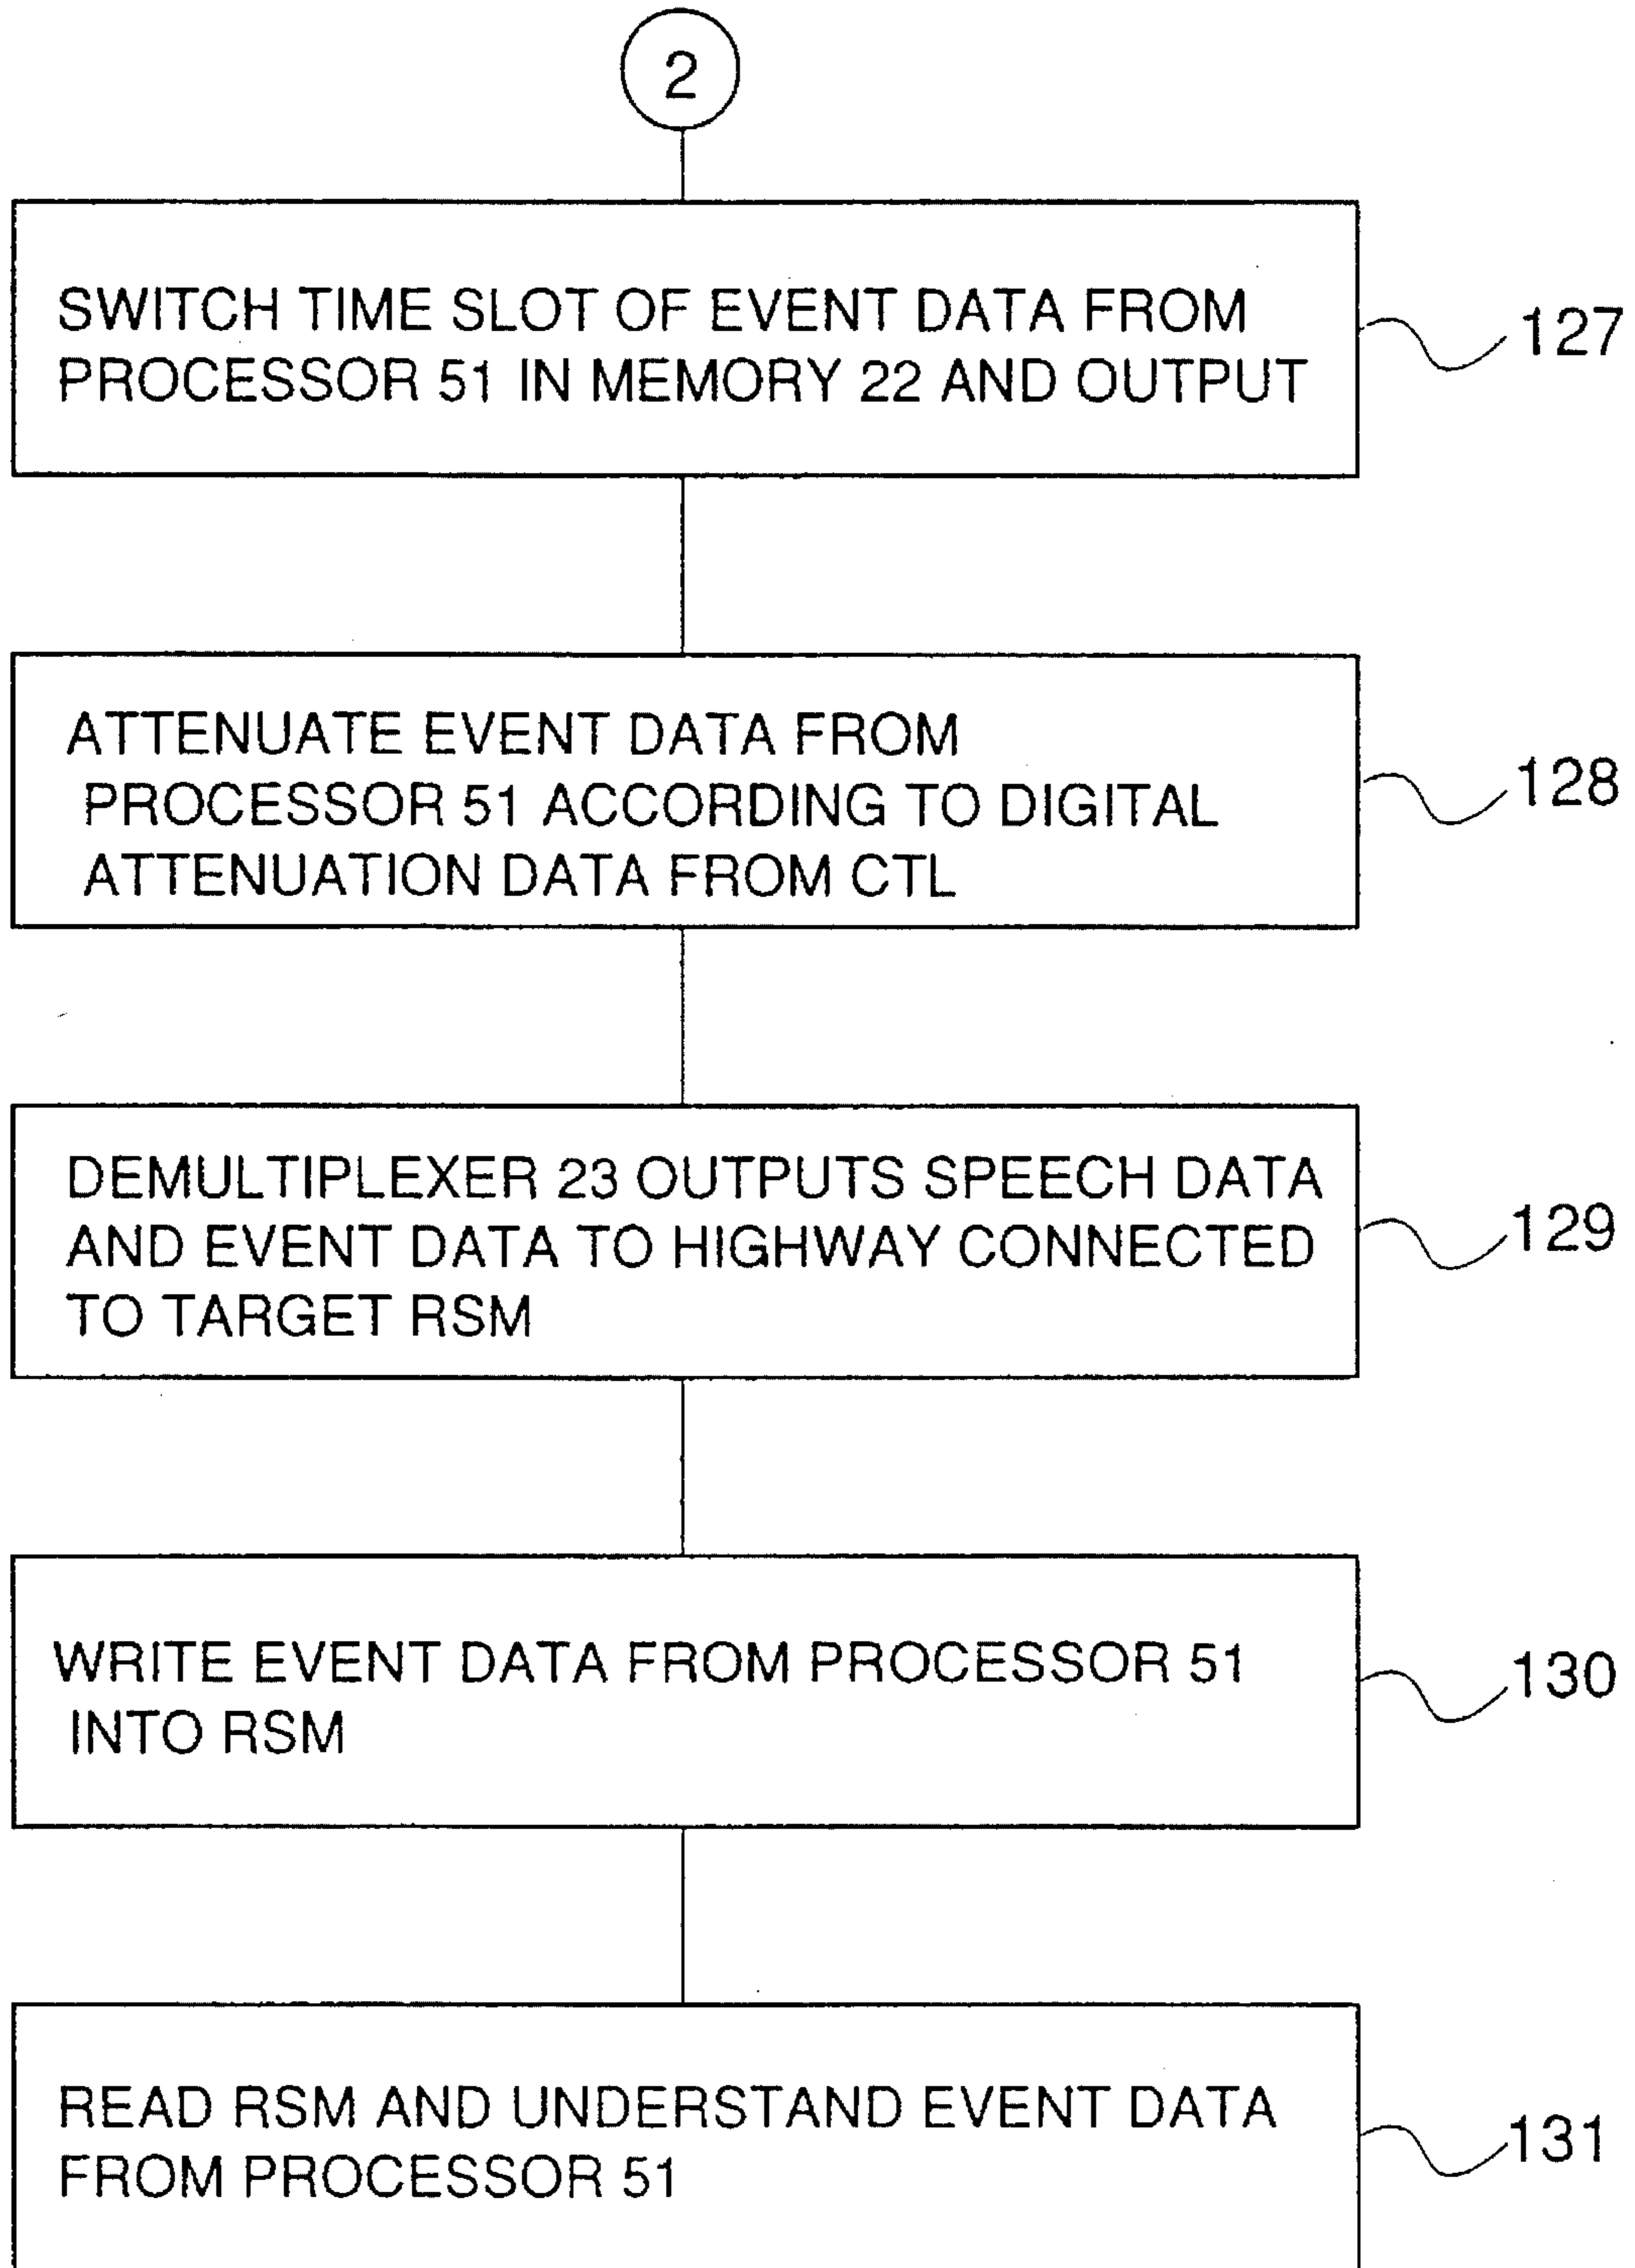 2
SWITCH TIME SLOT OF EVENT DATA FROM
PROCESSOR 51 IN MEMORY 22 AND OUTPUT
127
ATTENUATE EVENT DATA FROM
PROCESSOR 51 ACCORDING TO DIGITAL
ATTENUATION DATA FROM CTL
128
DEMULTIPLEXER 23 OUTPUTS SPEECH DATA
AND EVENT DATA TO HIGHWAY CONNECTED
TO TARGET RSM
129
WRITE EVENT DATA FROM PROCESSOR 51
INTO RSM
130
READ RSM AND UNDERSTAND EVENT DATA
FROM PROCESSOR 51
131